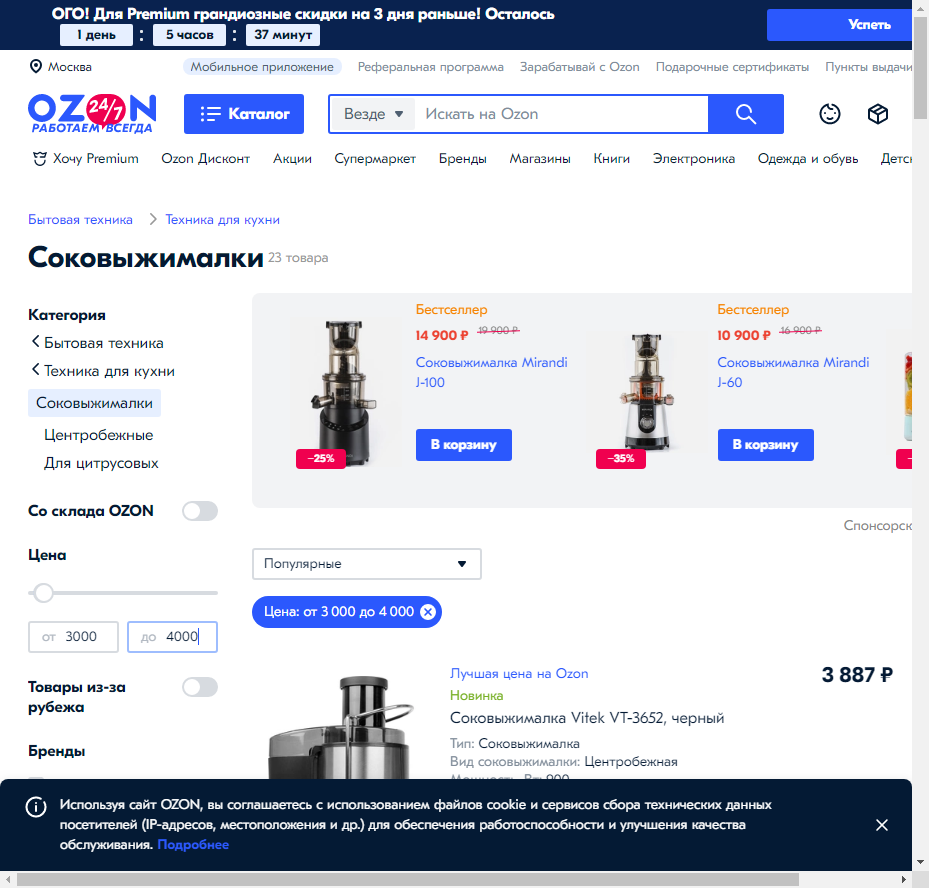 ОГО! Для Premium грандиозные скидки на 3 дня раньше! Осталось
1 день : 5 часов : 37 минут
Успеть
Москва
Мобильное приложение
Реферальная программа
Зарабатывай с Ozon
Подарочные сертификаты
Пункты выдачи
OZON
24/7
РАБОТАЕМ ВСЕГДА
Каталог
Везде
Искать на Ozon
Хочу Premium
Ozon Дисконт
Акции
Супермаркет
Бренды
Магазины
Книги
Электроника
Одежда и обувь
Детск
Бытовая техника
Техника для кухни
Соковыжималки
23 товара
Категория
Бытовая техника
Техника для кухни
Соковыжималки
Центробежные
Для цитрусовых
Со склада OZON
Цена
от 3000
до 4000
Товары из-за
рубежа
Бренды
Бестселлер
14 900 ₽ 19 900 ₽
Соковыжималка Mirandi
J-100
В корзину
−25%
Бестселлер
10 900 ₽ 16 900 ₽
Соковыжималка Mirandi
J-60
В корзину
−35%
Спонсорск
Популярные
Цена: от 3 000 до 4 000
Лучшая цена на Ozon
Новинка
Соковыжималка Vitek VT-3652, черный
Тип: Соковыжималка
Вид соковыжималки: Центробежная
Мощность, Вт: 900
3 887 ₽
Используя сайт OZON, вы соглашаетесь с использованием файлов cookie и сервисов сбора технических данных
посетителей (IP-адресов, местоположения и др.) для обеспечения работоспособности и улучшения качества
обслуживания. Подробнее